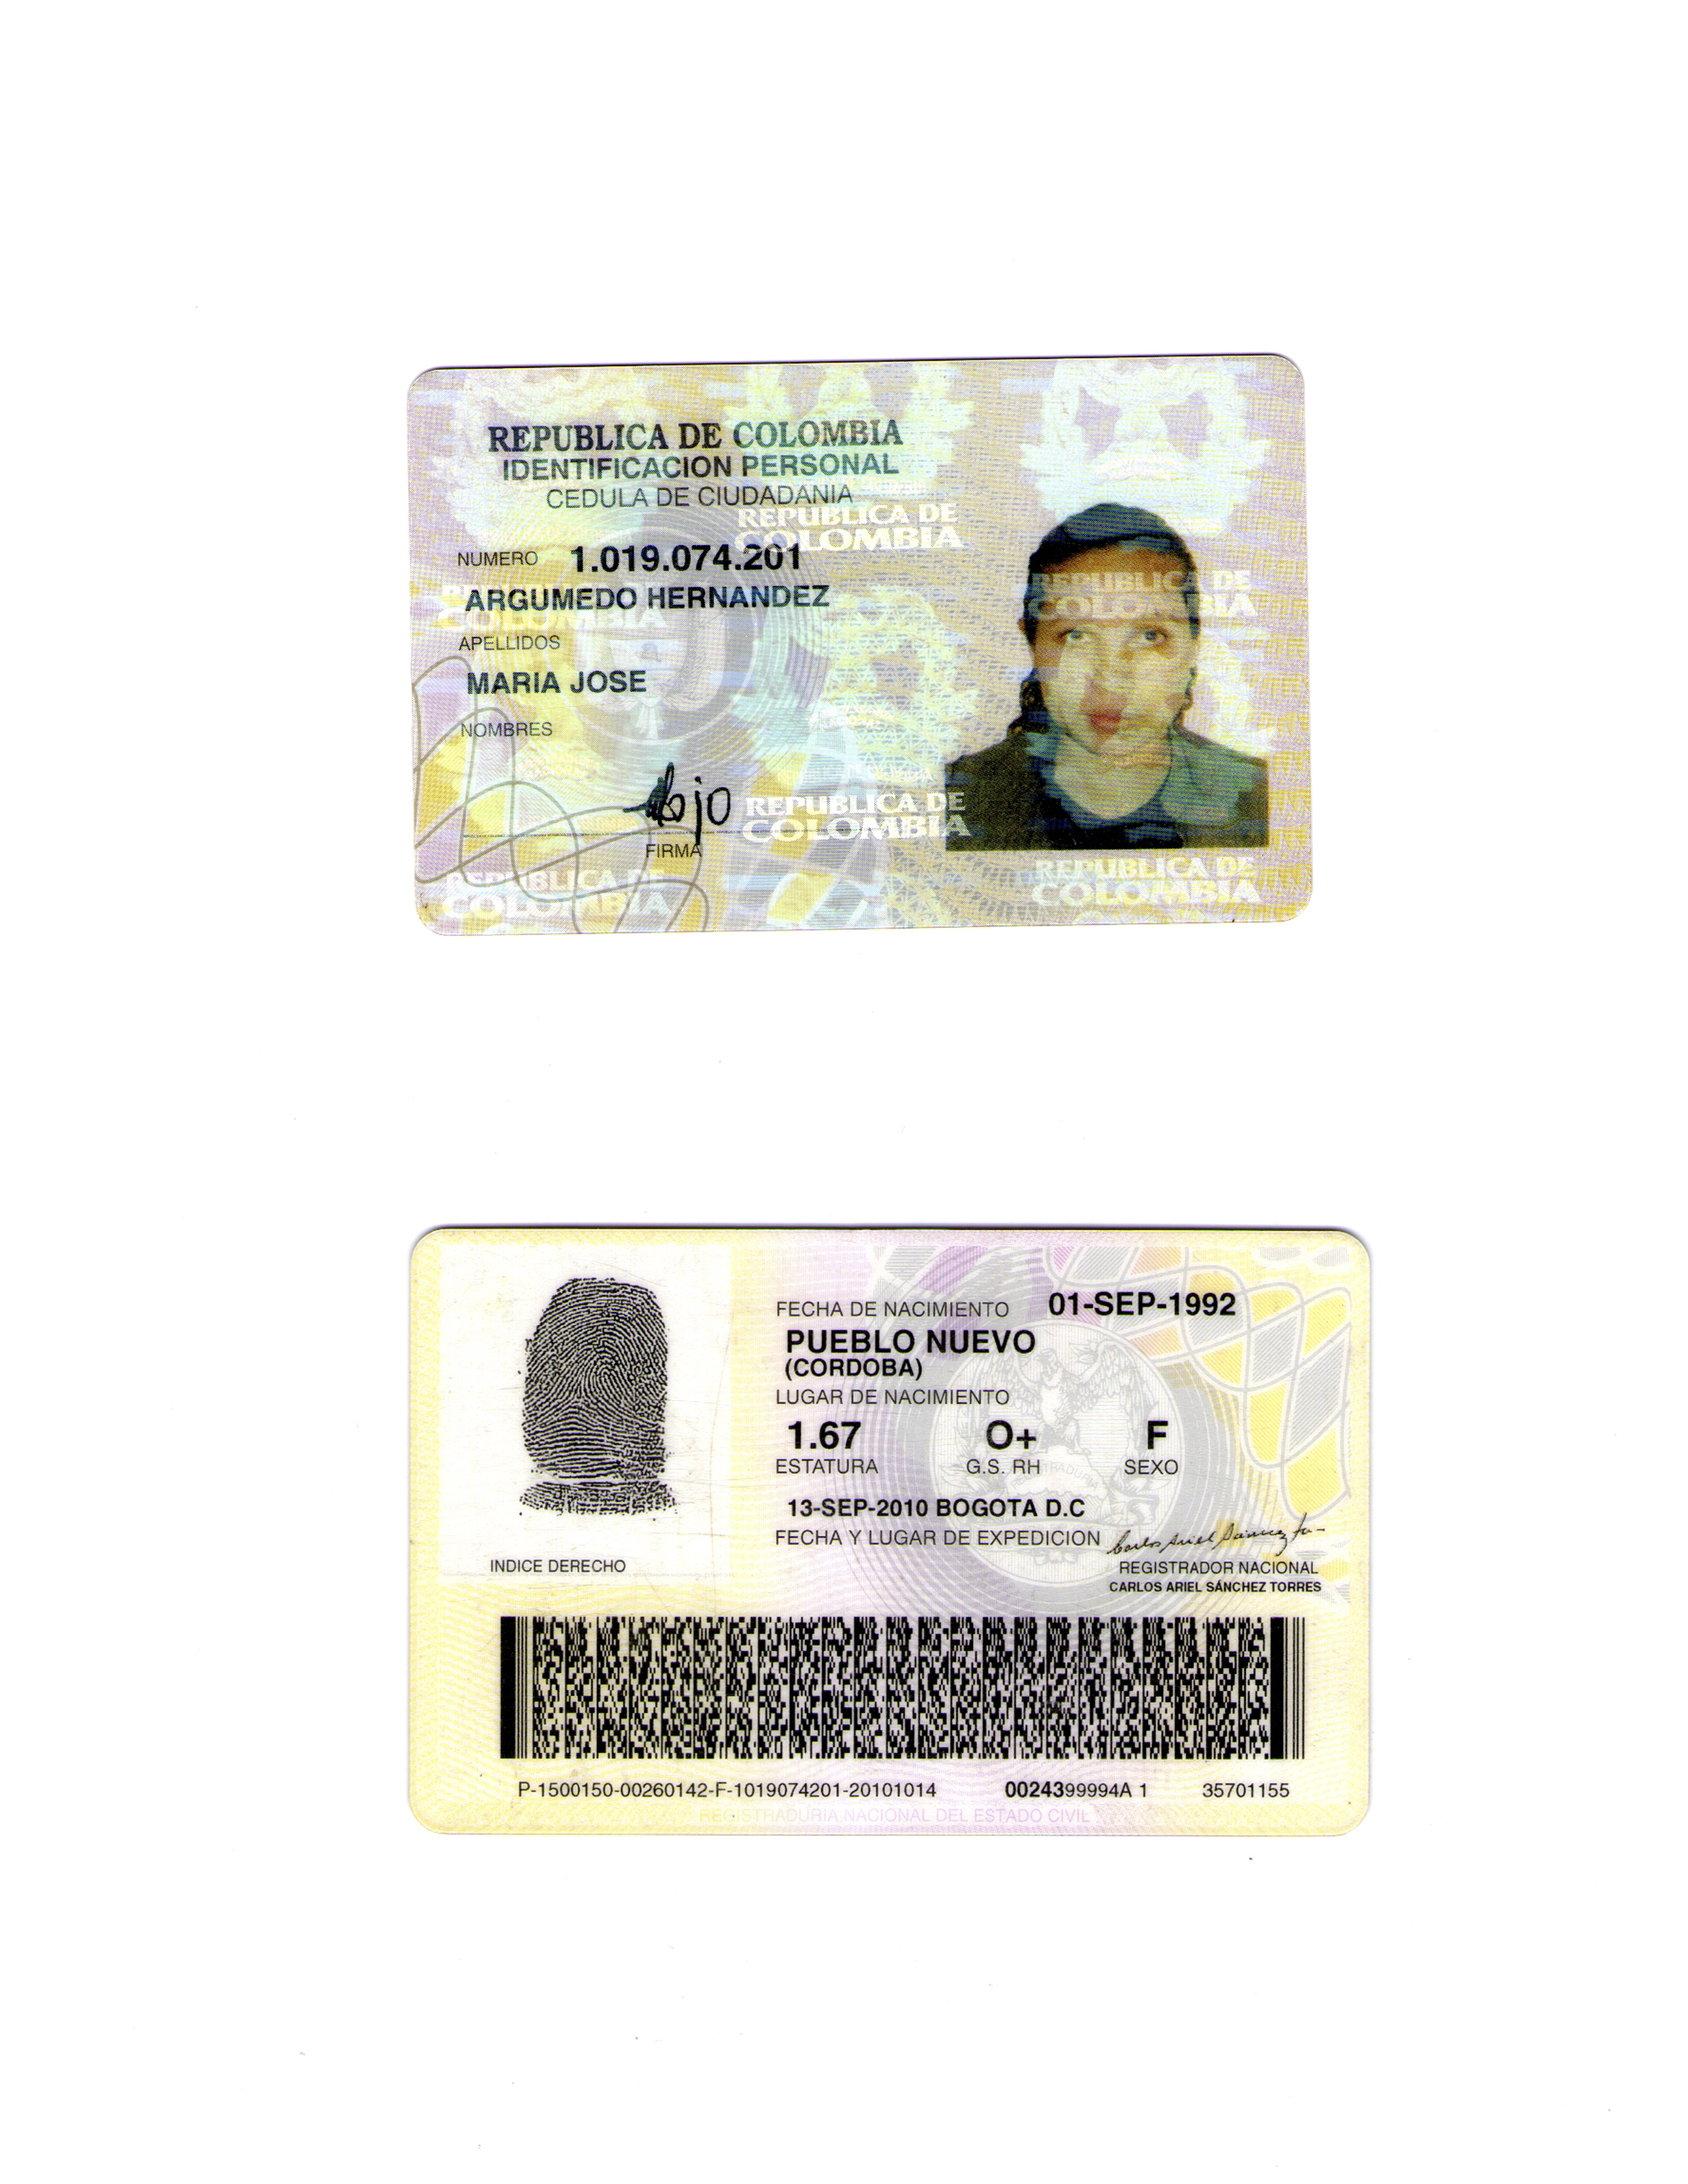 REPUBLICA DE COLOMBIA
IDENTIFICACION PERSONAL
CEDULA DE CIUDADANIA
REPUBLICA DE
COLOMBIA
NUMERO 1.019.074.201
REPUBLICA DE
COLOMBIA
ARGUMEDO HERNANDEZ
COLOMBIA
APELLIDOS
MARIA JOSE
NOMBRES
REPUBLICA DE
COLOMBIA
FIRMA
REPUBLICA DE
COLOMBIA
REPUBLICA DE
COLOMBIA
FECHA DE NACIMIENTO 01-SEP-1992
PUEBLO NUEVO
(CORDOBA)
LUGAR DE NACIMIENTO
1.67 O+ F
ESTATURA G.S. RH SEXO
13-SEP-2010 BOGOTA D.C
FECHA Y LUGAR DE EXPEDICION
INDICE DERECHO
REGISTRADOR NACIONAL
CARLOS ARIEL SÁNCHEZ TORRES
P-1500150-00260142-F-1019074201-20101014 0024399994A 1 35701155
REGISTRADURIA NACIONAL DEL ESTADO CIVIL